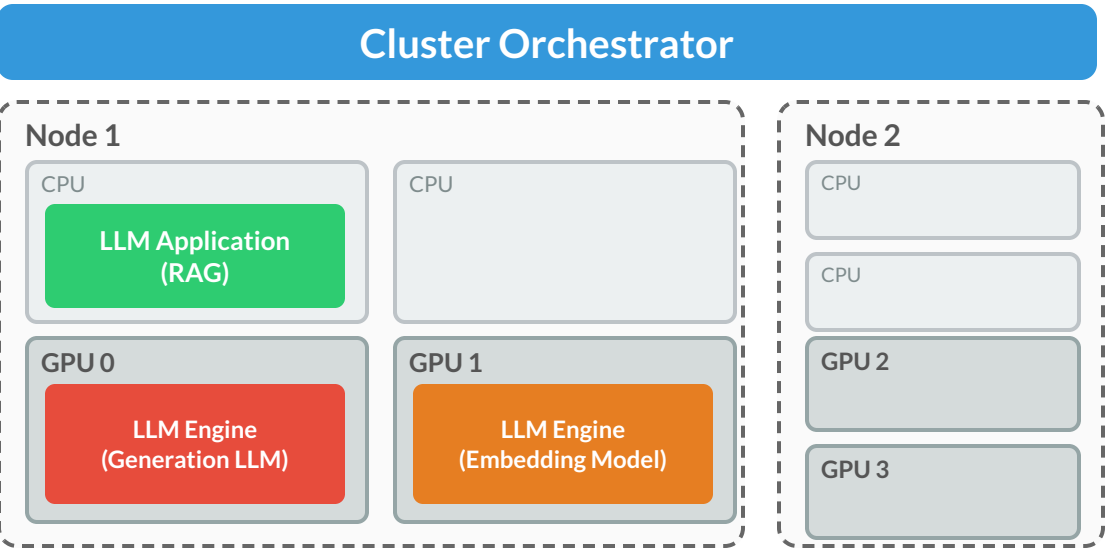 Cluster Orchestrator
Node 1
CPU
LLM Application
(RAG)
CPU
GPU 0
LLM Engine
(Generation LLM)
GPU 1
LLM Engine
(Embedding Model)
Node 2
CPU
CPU
GPU 2
GPU 3